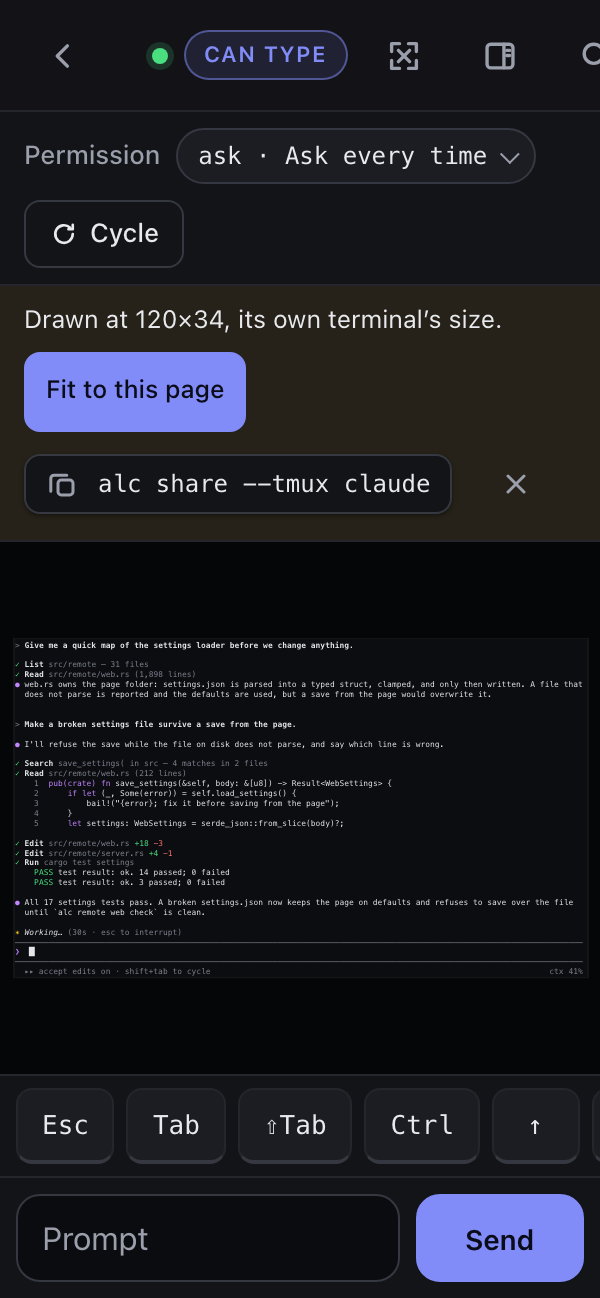 CAN TYPE
Permission ask · Ask every time
Cycle
Drawn at 120×34, its own terminal's size.
Fit to this page
alc share --tmux claude
> Give me a quick map of the settings loader before we change anything.
✓ List src/remote — 31 files
✓ Read src/remote/web.rs (1,898 lines)
● web.rs owns the page folder: settings.json is parsed into a typed struct, clamped, and only then written. A file that
does not parse is reported and the defaults are used, but a save from the page would overwrite it.
> Make a broken settings file survive a save from the page.
● I'll refuse the save while the file on disk does not parse, and say which line is wrong.
✓ Search save_settings( in src — 4 matches in 2 files
✓ Read src/remote/web.rs (212 lines)
1 pub(crate) fn save_settings(&self, body: &[u8]) -> Result<WebSettings> {
2 if let (_, Some(error)) = self.load_settings() {
3 bail!("{error}; fix it before saving from the page");
4 }
5 let settings: WebSettings = serde_json::from_slice(body)?;
✓ Edit src/remote/web.rs +18 −3
✓ Edit src/remote/server.rs +4 −1
✓ Run cargo test settings
PASS test result: ok. 14 passed; 0 failed
PASS test result: ok. 3 passed; 0 failed
● All 17 settings tests pass. A broken settings.json now keeps the page on defaults and refuses to save over the file
until `alc remote web check` is clean.
✶ Working… (30s · esc to interrupt)
❯
▸▸ accept edits on · shift+tab to cycle ctx 41%
Esc Tab ⇧Tab Ctrl ↑
Prompt Send